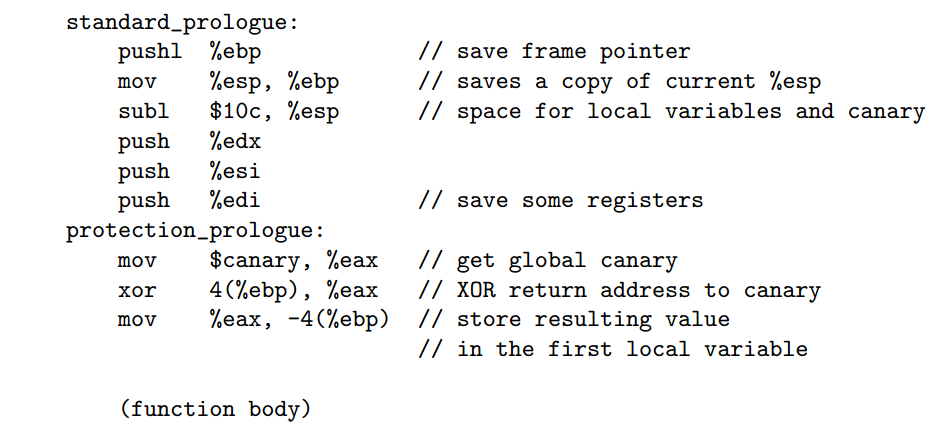 standard_prologue:
pushl %ebp // save frame pointer
mov %esp, %ebp // saves a copy of current %esp
subl $10c, %esp // space for local variables and canary
push %edx
push %esi
push %edi // save some registers
protection_prologue:
mov $canary, %eax // get global canary
xor 4(%ebp), %eax // XOR return address to canary
mov %eax, -4(%ebp) // store resulting value
// in the first local variable
(function body)